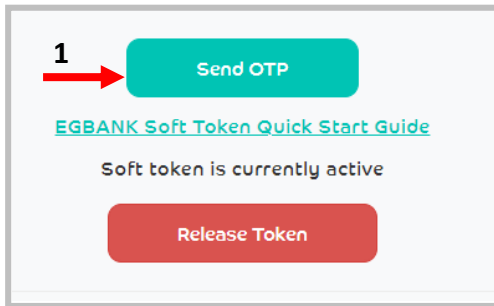 1
Send OTP
EGBANK Soft Token Quick Start Guide
Soft token is currently active
Release Token